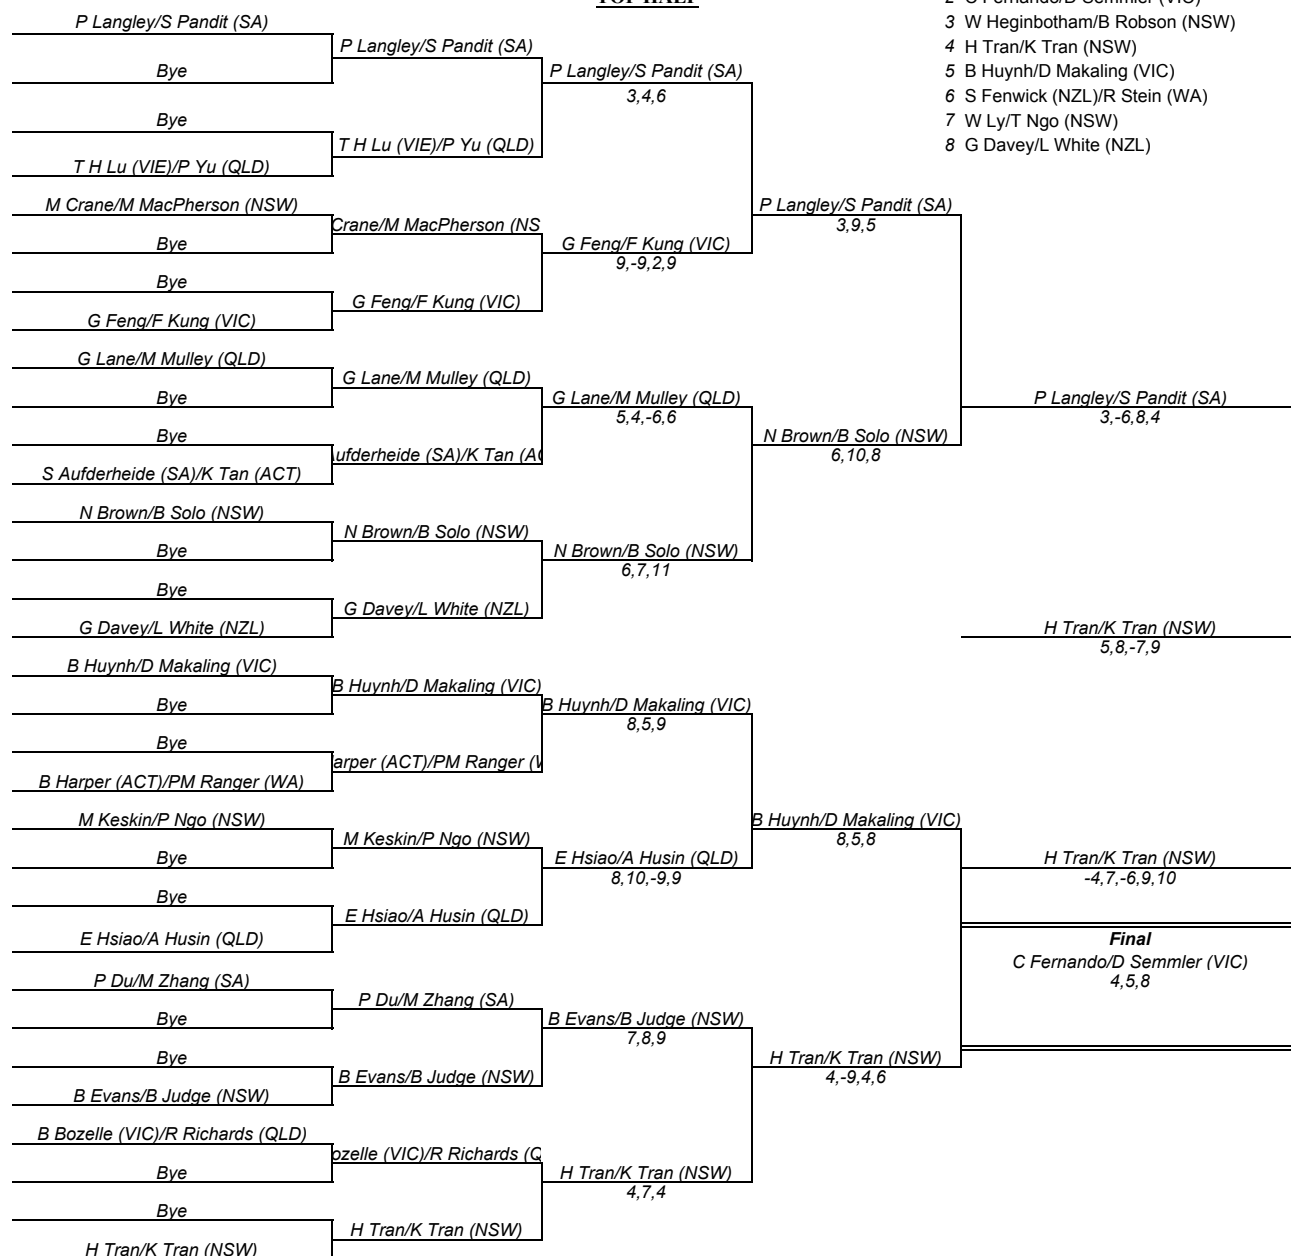 TOP HALF
2 C Fernando/D Semmler (VIC)
3 W Heginbotham/B Robson (NSW)
4 H Tran/K Tran (NSW)
5 B Huynh/D Makaling (VIC)
6 S Fenwick (NZL)/R Stein (WA)
7 W Ly/T Ngo (NSW)
8 G Davey/L White (NZL)
P Langley/S Pandit (SA)
Bye
Bye
T H Lu (VIE)/P Yu (QLD)
M Crane/M MacPherson (NSW)
Bye
Bye
G Feng/F Kung (VIC)
G Lane/M Mulley (QLD)
Bye
Bye
S Aufderheide (SA)/K Tan (ACT)
N Brown/B Solo (NSW)
Bye
Bye
G Davey/L White (NZL)
B Huynh/D Makaling (VIC)
Bye
Bye
B Harper (ACT)/PM Ranger (WA)
M Keskin/P Ngo (NSW)
Bye
Bye
E Hsiao/A Husin (QLD)
P Du/M Zhang (SA)
Bye
Bye
B Evans/B Judge (NSW)
B Bozelle (VIC)/R Richards (QLD)
Bye
Bye
H Tran/K Tran (NSW)
P Langley/S Pandit (SA)
T H Lu (VIE)/P Yu (QLD)
Crane/M MacPherson (NS
G Feng/F Kung (VIC)
G Lane/M Mulley (QLD)
ufderheide (SA)/K Tan (AC
N Brown/B Solo (NSW)
G Davey/L White (NZL)
B Huynh/D Makaling (VIC)
arper (ACT)/PM Ranger (W
M Keskin/P Ngo (NSW)
E Hsiao/A Husin (QLD)
P Du/M Zhang (SA)
B Evans/B Judge (NSW)
ozelle (VIC)/R Richards (Q
H Tran/K Tran (NSW)
P Langley/S Pandit (SA)
3,4,6
G Feng/F Kung (VIC)
9,-9,2,9
G Lane/M Mulley (QLD)
5,4,-6,6
N Brown/B Solo (NSW)
6,7,11
B Huynh/D Makaling (VIC)
8,5,9
E Hsiao/A Husin (QLD)
8,10,-9,9
B Evans/B Judge (NSW)
7,8,9
H Tran/K Tran (NSW)
4,7,4
P Langley/S Pandit (SA)
3,9,5
N Brown/B Solo (NSW)
6,10,8
B Huynh/D Makaling (VIC)
8,5,8
H Tran/K Tran (NSW)
4,-9,4,6
P Langley/S Pandit (SA)
3,-6,8,4
H Tran/K Tran (NSW)
5,8,-7,9
H Tran/K Tran (NSW)
-4,7,-6,9,10
Final
C Fernando/D Semmler (VIC)
4,5,8